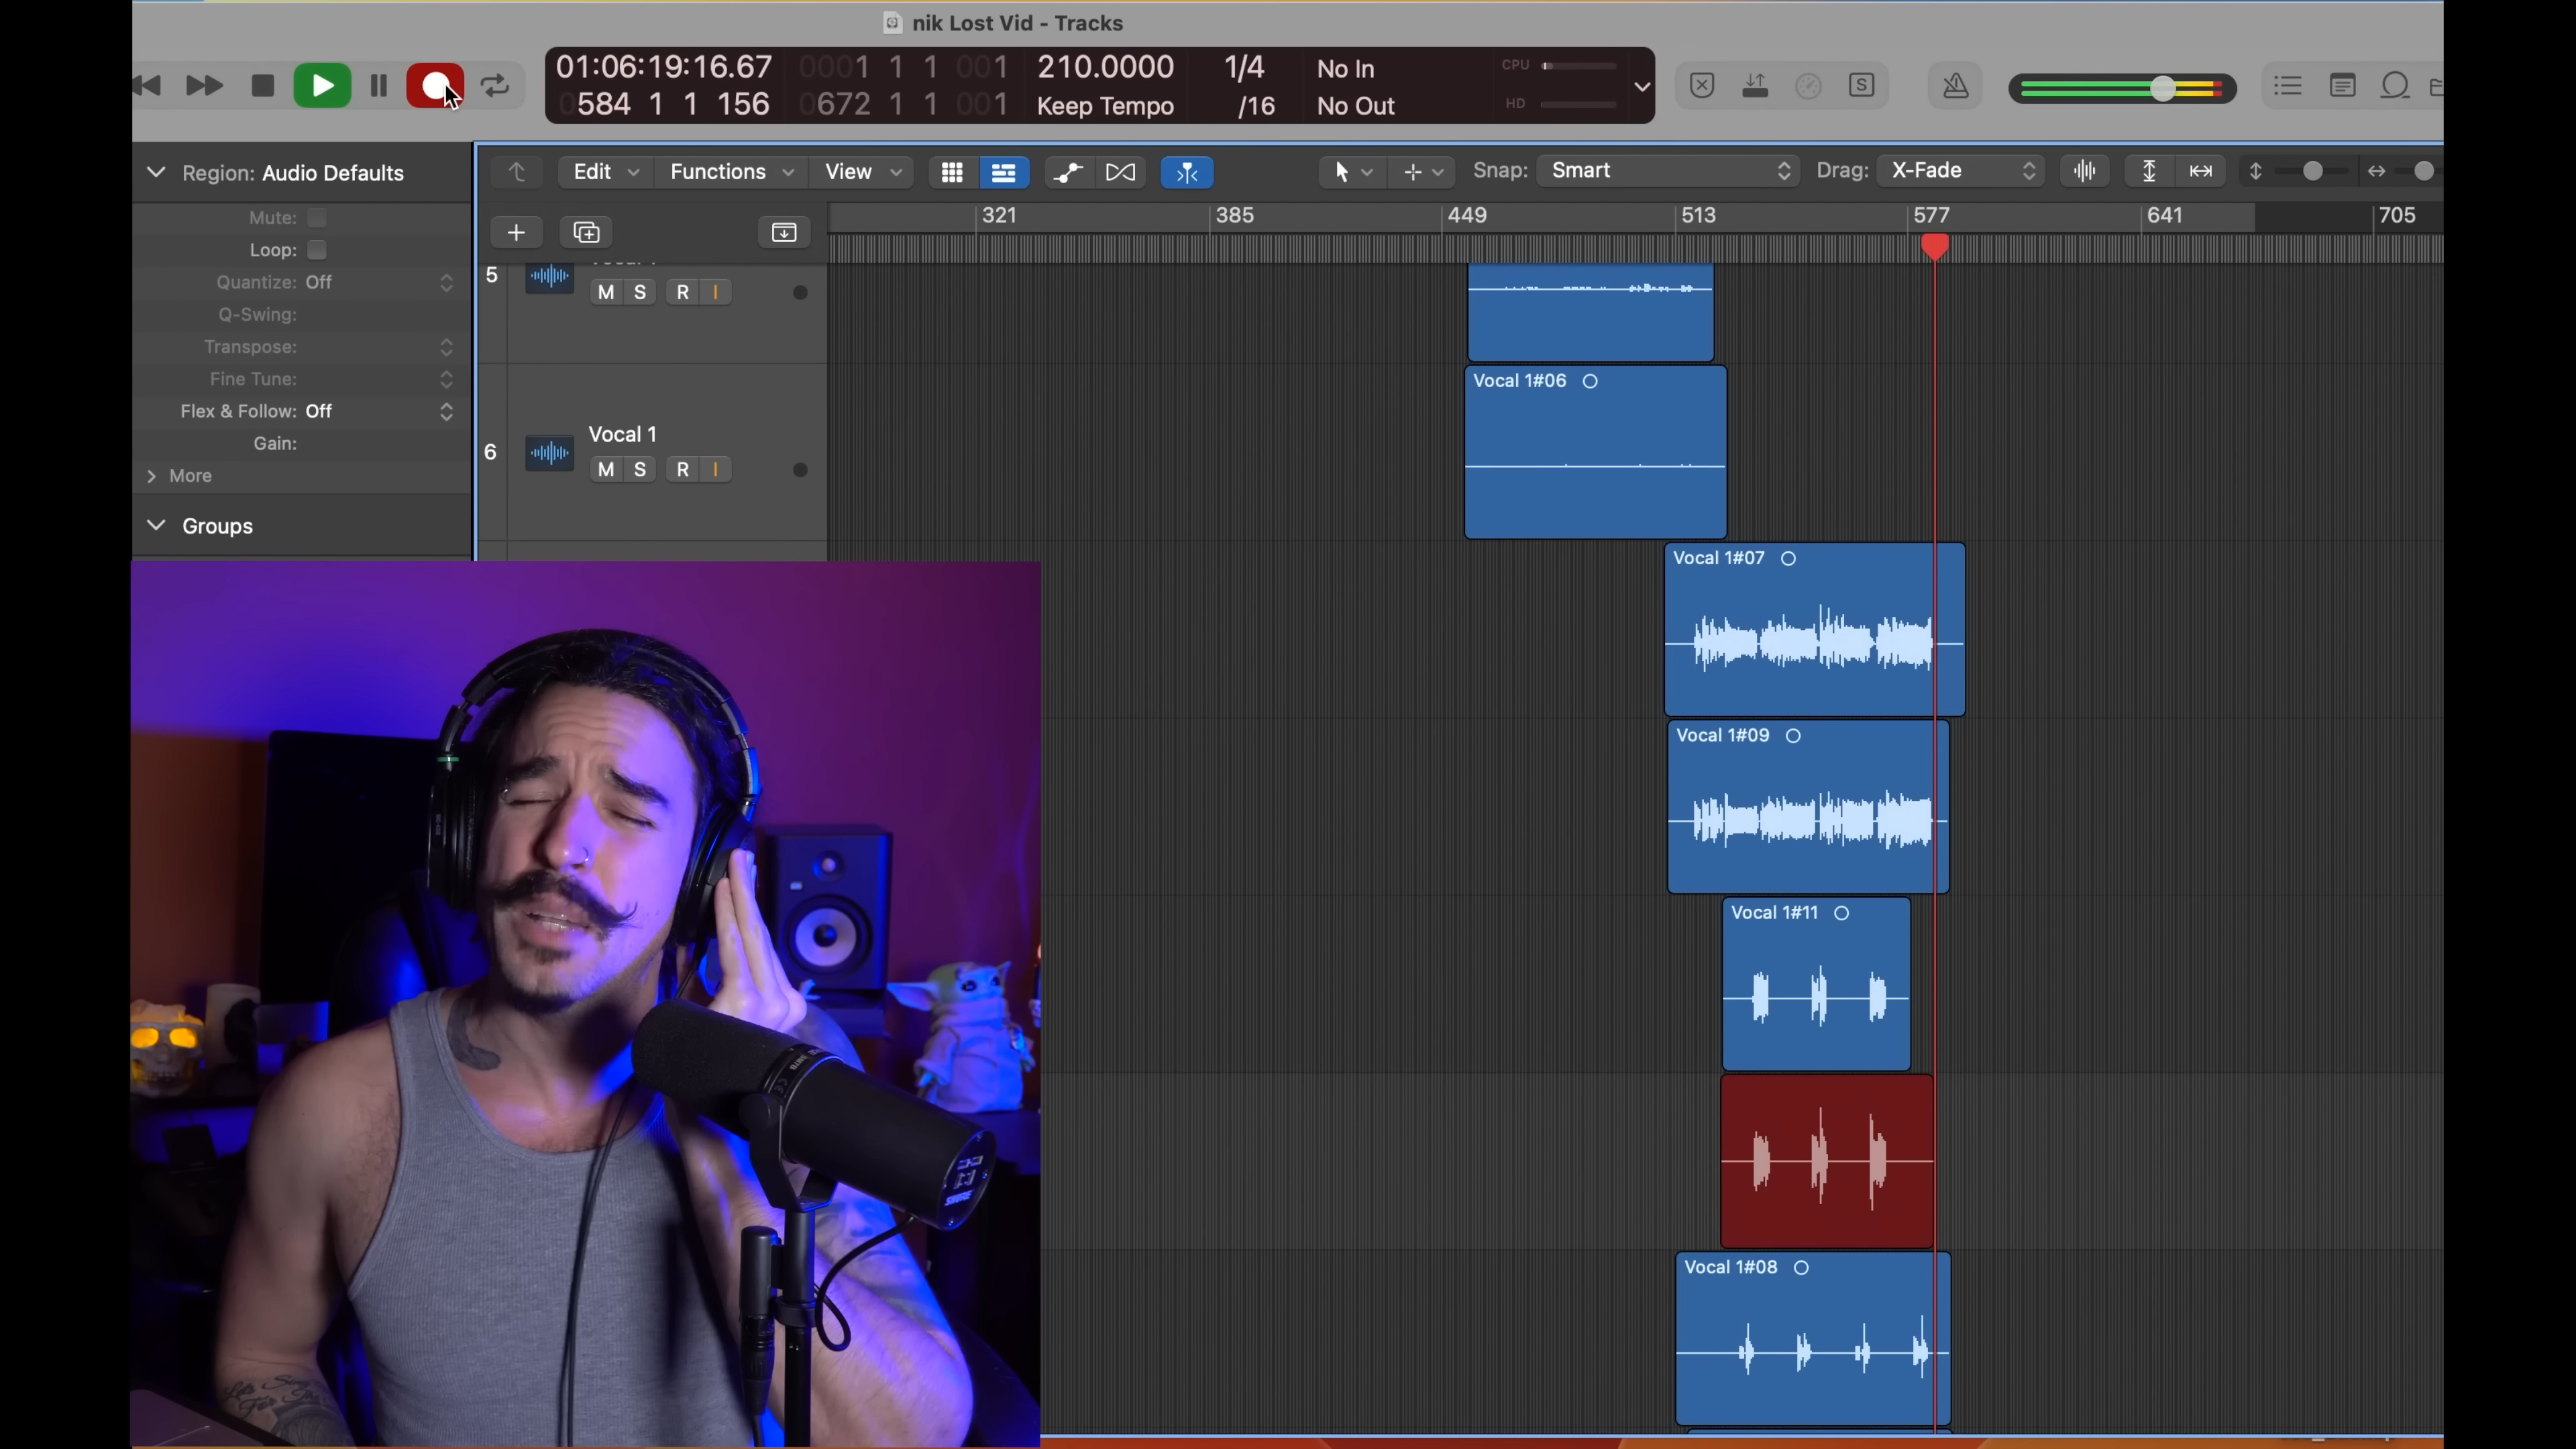 nik Lost Vid - Tracks
01:06:19:16.67 0001 1 1 001 210.0000 1/4 No In CPU
0584 1 1 156 0672 1 1 001 Keep Tempo /16 No Out HD
S
Region: Audio Defaults
Edit Functions View Snap: Smart Drag: X-Fade
Mute:
Loop:
Quantize: Off
Q-Swing:
Transpose:
Fine Tune:
Flex & Follow: Off
Gain:
More
Groups
321 385 449 513 577 641 705
5
M S R I
6 Vocal 1
M S R I
Vocal 1#06
Vocal 1#07
Vocal 1#09
Vocal 1#11
Vocal 1#08
SHURE